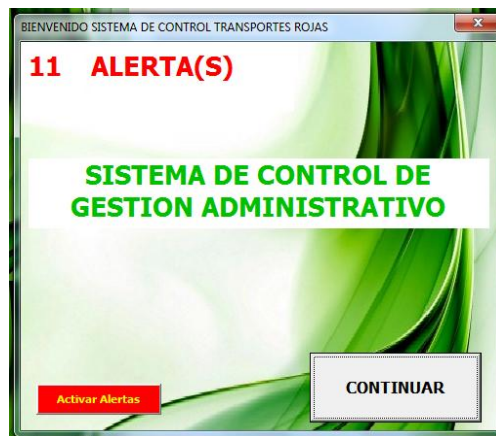 BIENVENIDO SISTEMA DE CONTROL TRANSPORTES ROJAS
11 ALERTA(S)
SISTEMA DE CONTROL DE
GESTION ADMINISTRATIVO
Activar Alertas
CONTINUAR